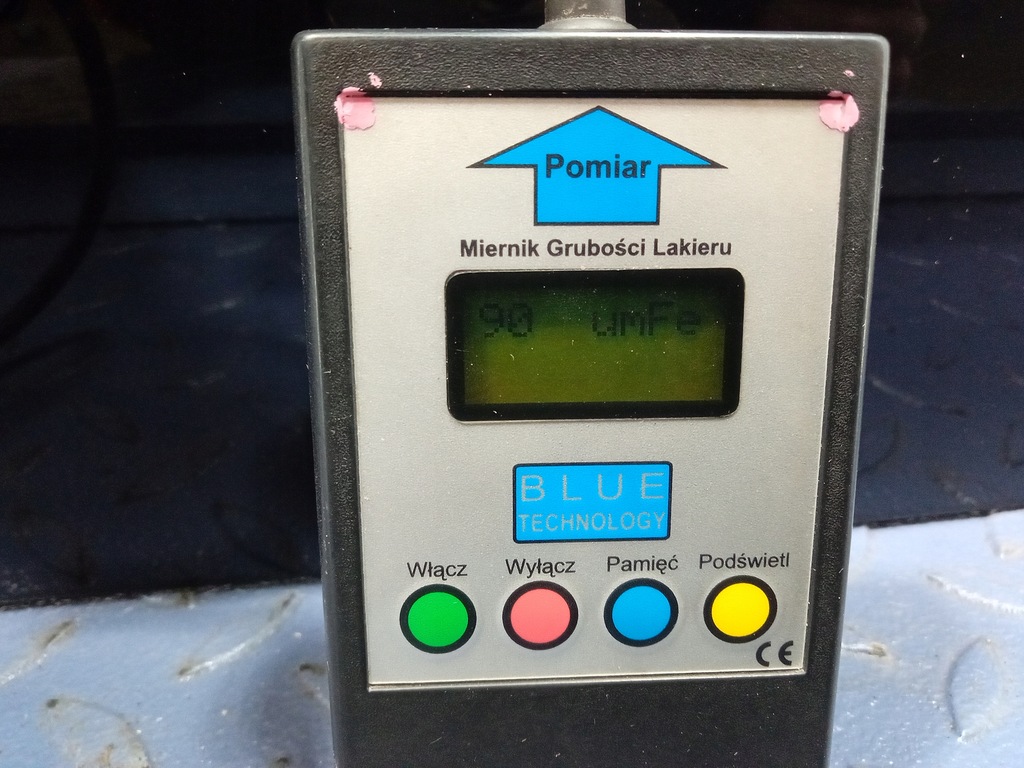 Pomiar
Miernik Grubości Lakieru
90 umFe
BLUE
TECHNOLOGY
Włącz Wyłącz Pamięć Podświetl
CE